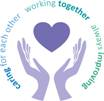 caring for each other
working together
always improving